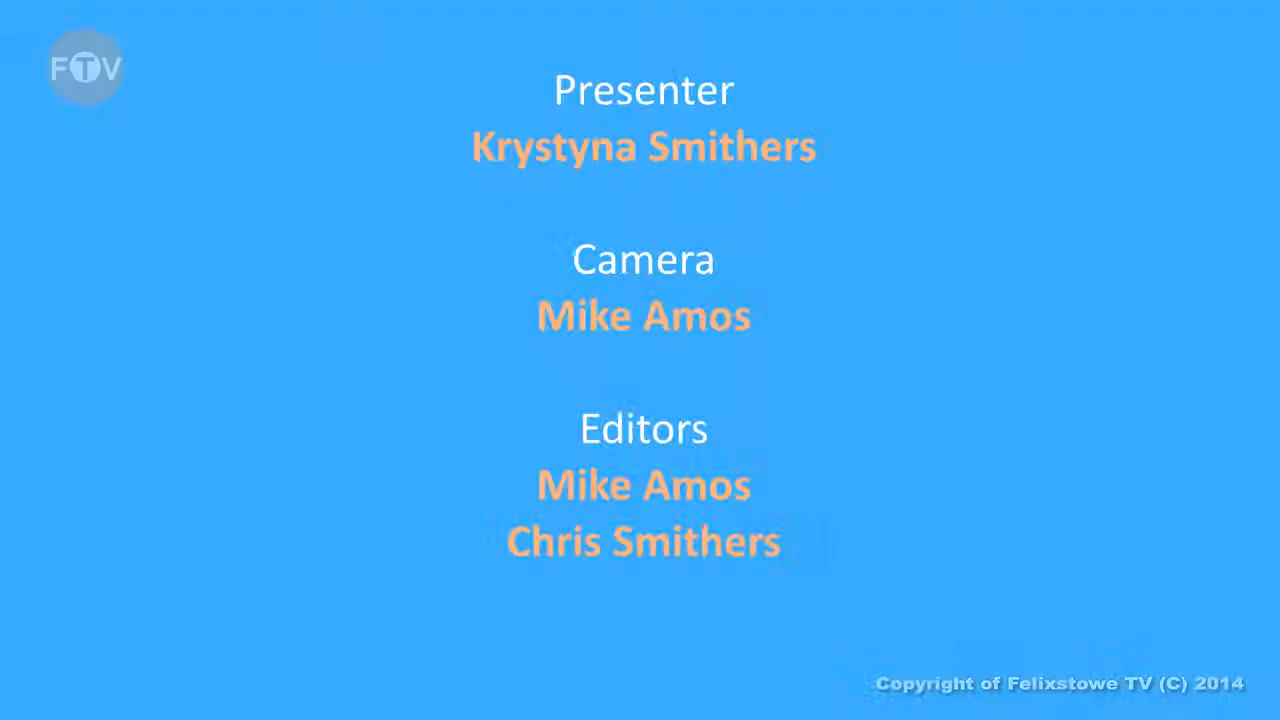 FTV
Presenter
Krystyna Smithers
Camera
Mike Amos
Editors
Mike Amos
Chris Smithers
Copyright of Felixstowe TV (C) 2014